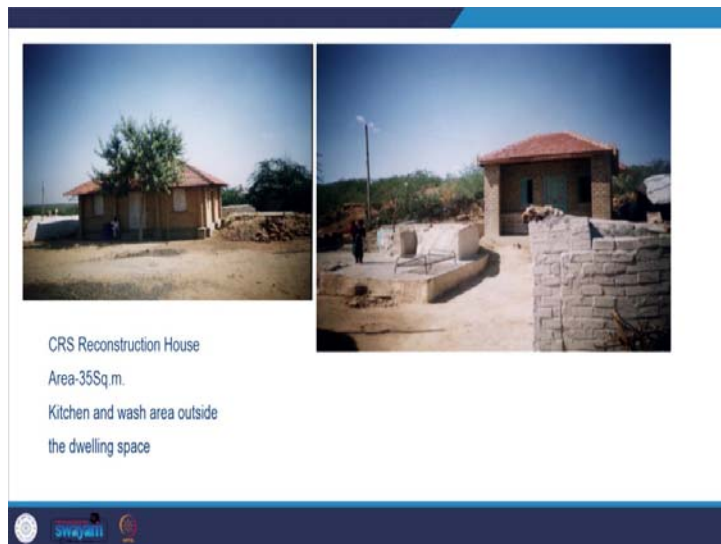 CRS Reconstruction House
Area-35Sq.m.
Kitchen and wash area outside
the dwelling space
swayam